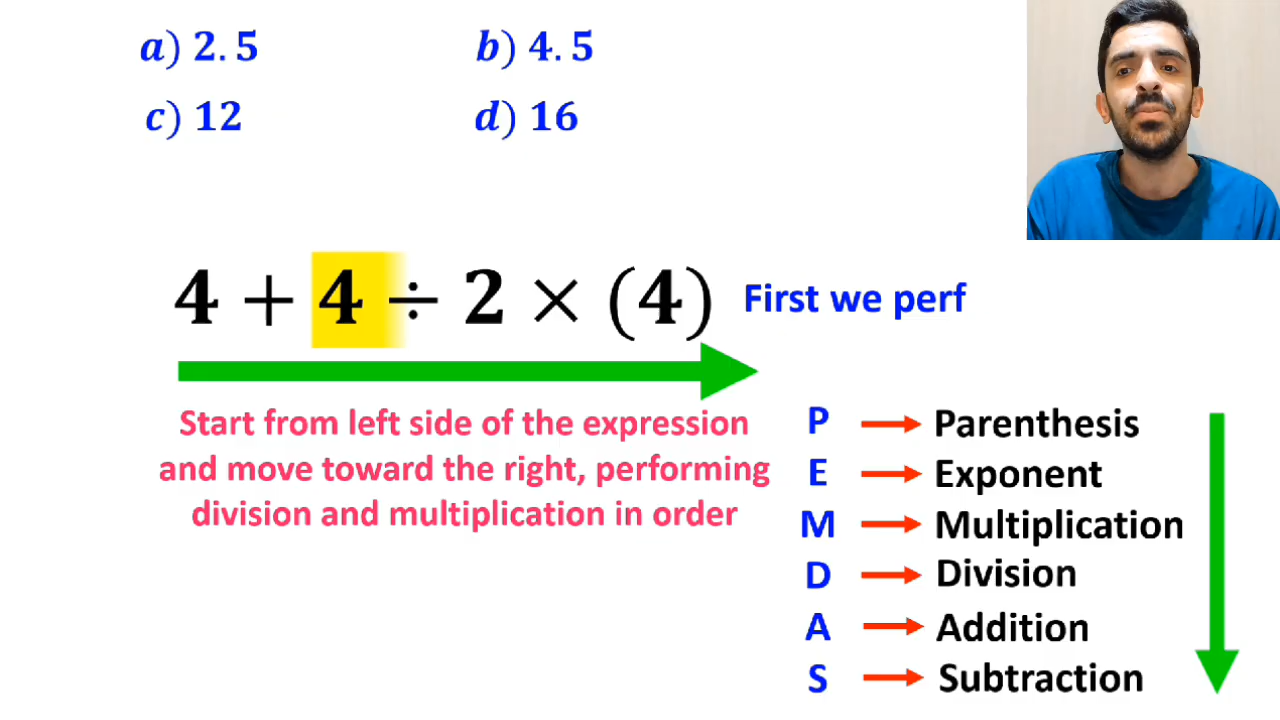 a) 2.5 b) 4.5
c) 12 d) 16
4 + 4 ÷ 2 × (4) First we perf
Start from left side of the expression
and move toward the right, performing
division and multiplication in order
P Parenthesis
E Exponent
M Multiplication
D Division
A Addition
S Subtraction